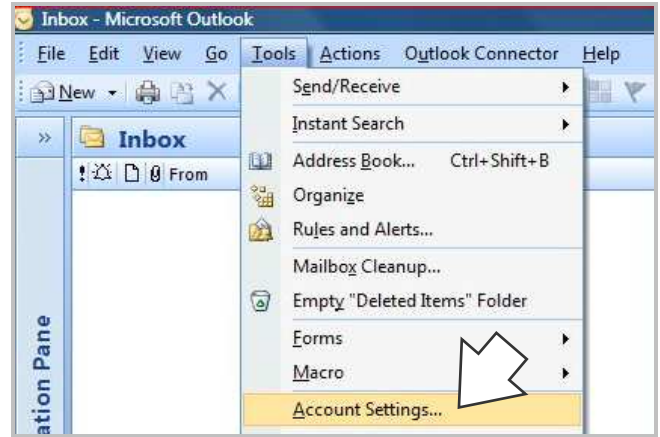 Inbox - Microsoft Outlook
File Edit View Go Tools Actions Outlook Connector Help
New
Send/Receive
Instant Search
» Inbox
Address Book... Ctrl+Shift+B
! From
Organize
Rules and Alerts...
Mailbox Cleanup...
Empty "Deleted Items" Folder
Forms
Macro
Account Settings...
ation Pane